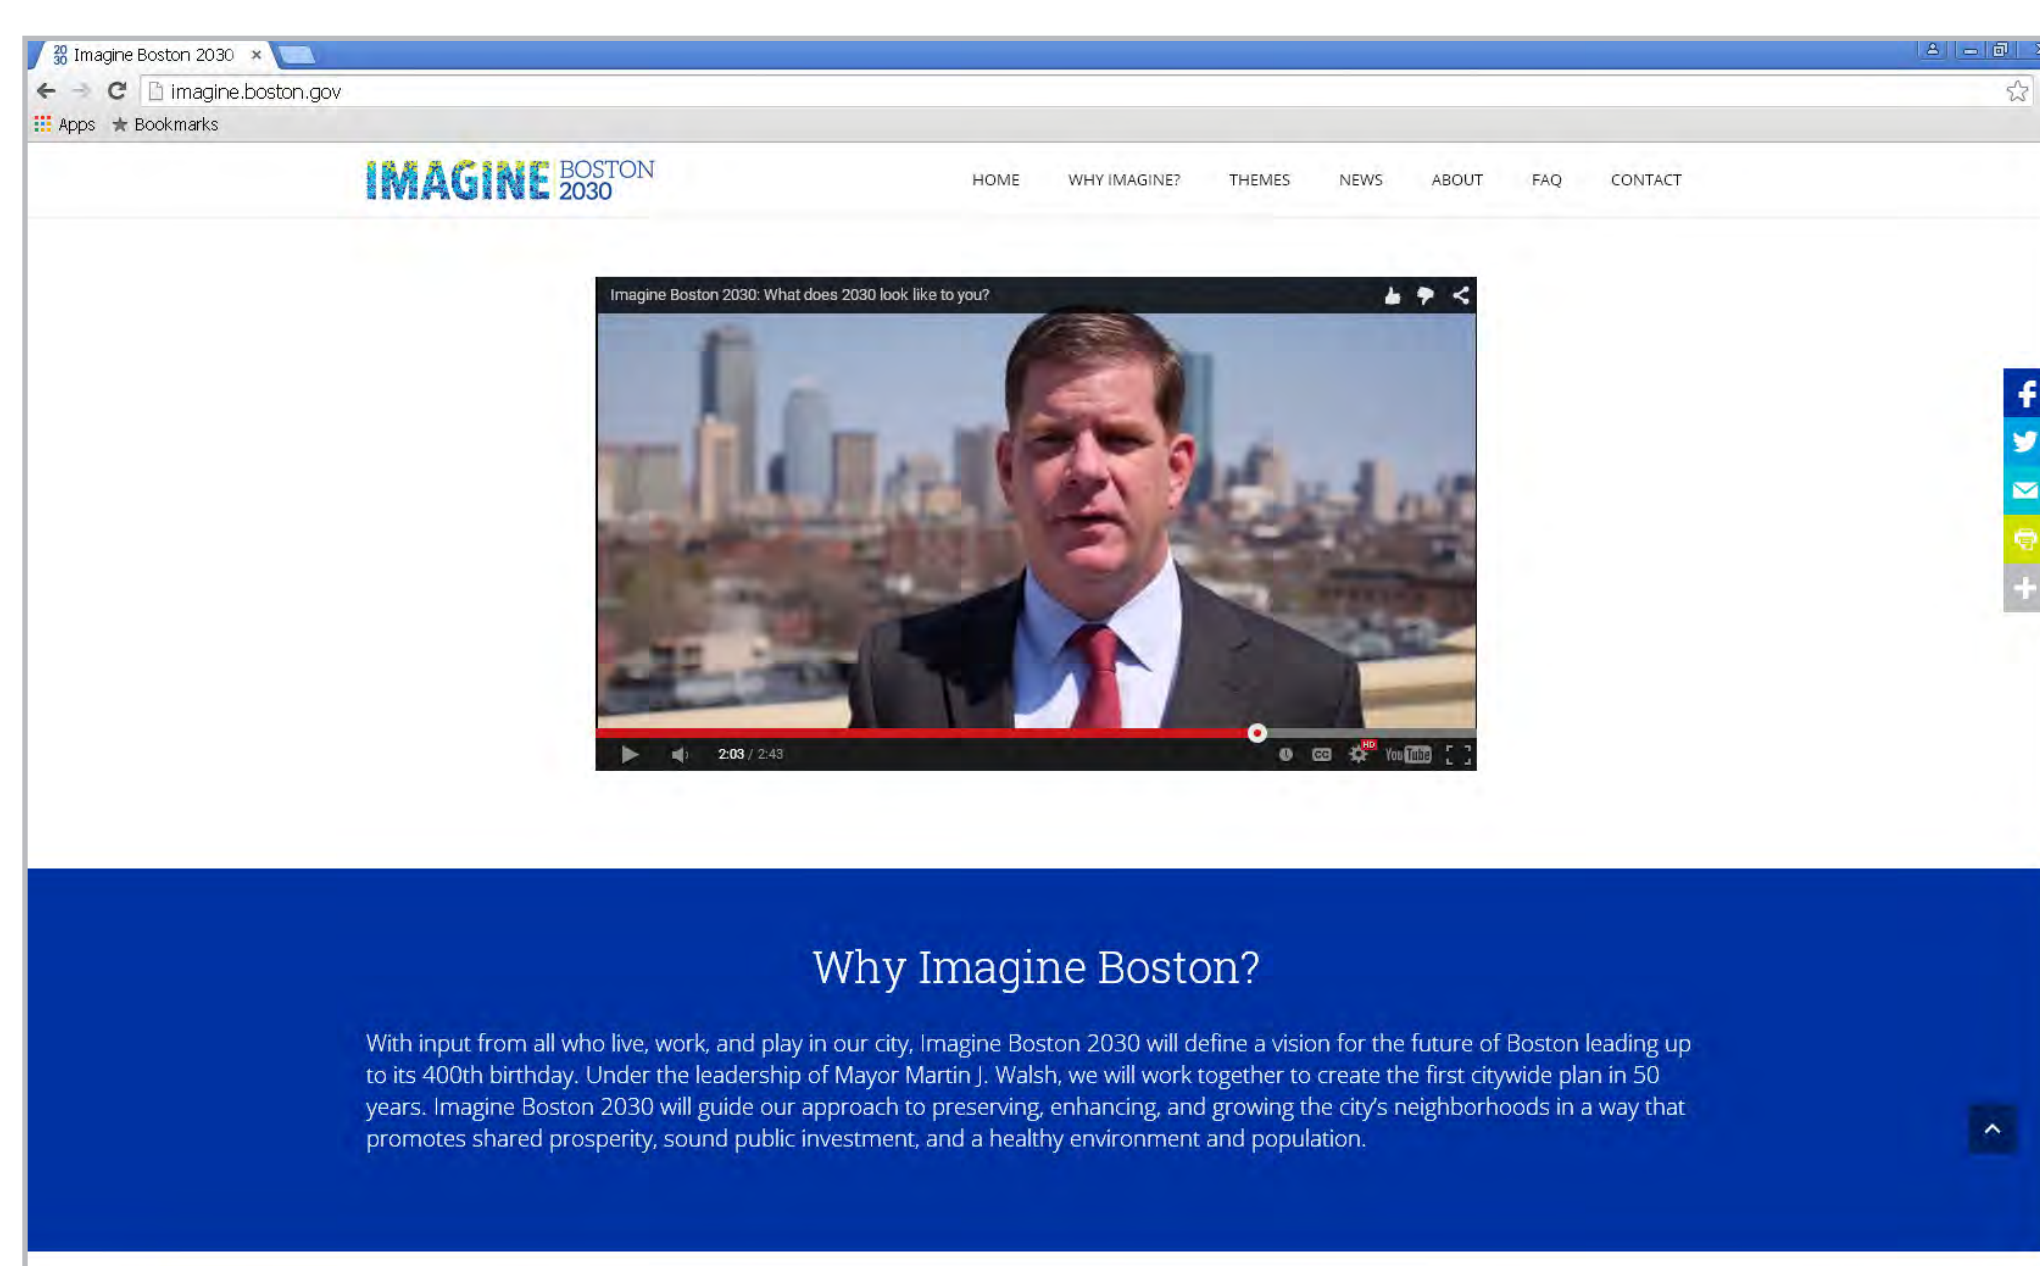 20
30 Imagine Boston 2030
imagine.boston.gov
Apps Bookmarks
IMAGINE BOSTON
2030
HOME WHY IMAGINE? THEMES NEWS ABOUT FAQ CONTACT
Imagine Boston 2030: What does 2030 look like to you?
2:03 / 2:43 CC HD YouTube
Why Imagine Boston?
With input from all who live, work, and play in our city, Imagine Boston 2030 will define a vision for the future of Boston leading up
to its 400th birthday. Under the leadership of Mayor Martin J. Walsh, we will work together to create the first citywide plan in 50
years. Imagine Boston 2030 will guide our approach to preserving, enhancing, and growing the city's neighborhoods in a way that
promotes shared prosperity, sound public investment, and a healthy environment and population.